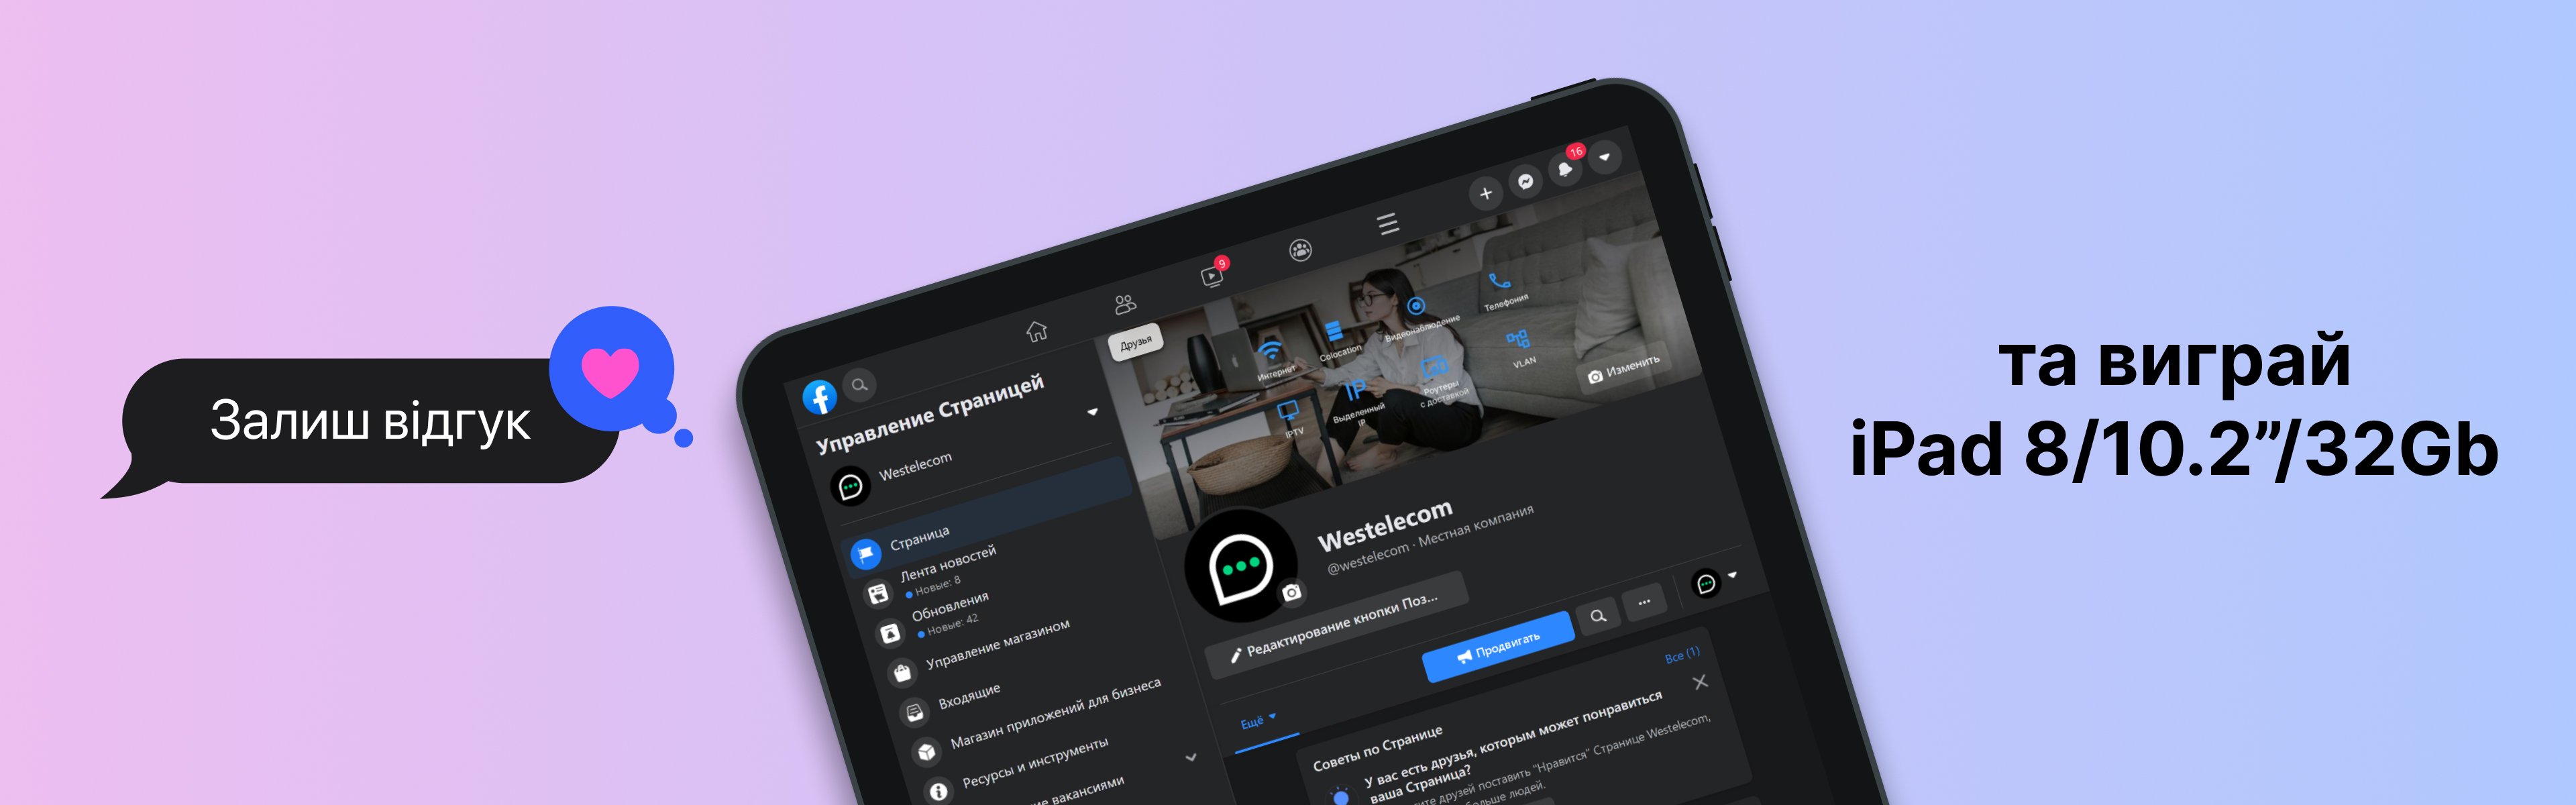 Залиш відгук
та виграй
iPad 8/10.2”/32Gb
16
9
Друзья
Управление Страницей
Westelecom
Страница
Лента новостей
Новые: 8
Обновления
Новые: 42
Управление магазином
Входящие
Магазин приложений для бизнеса
Ресурсы и инструменты
вакансиями
Интернет
Colocation
Видеонаблюдение
Телефония
IPTV
IP
Выделенный
IP
Роутеры
с доставкой
VLAN
Изменить
Westelecom
@westelecom · Местная компания
Редактирование кнопки Поз...
Продвигать
Ещё
Все (1)
Советы по Странице
У вас есть друзья, которым может понравиться
ваша Страница?
друзей поставить "Нравится" Странице Westelecom,
больше людей.